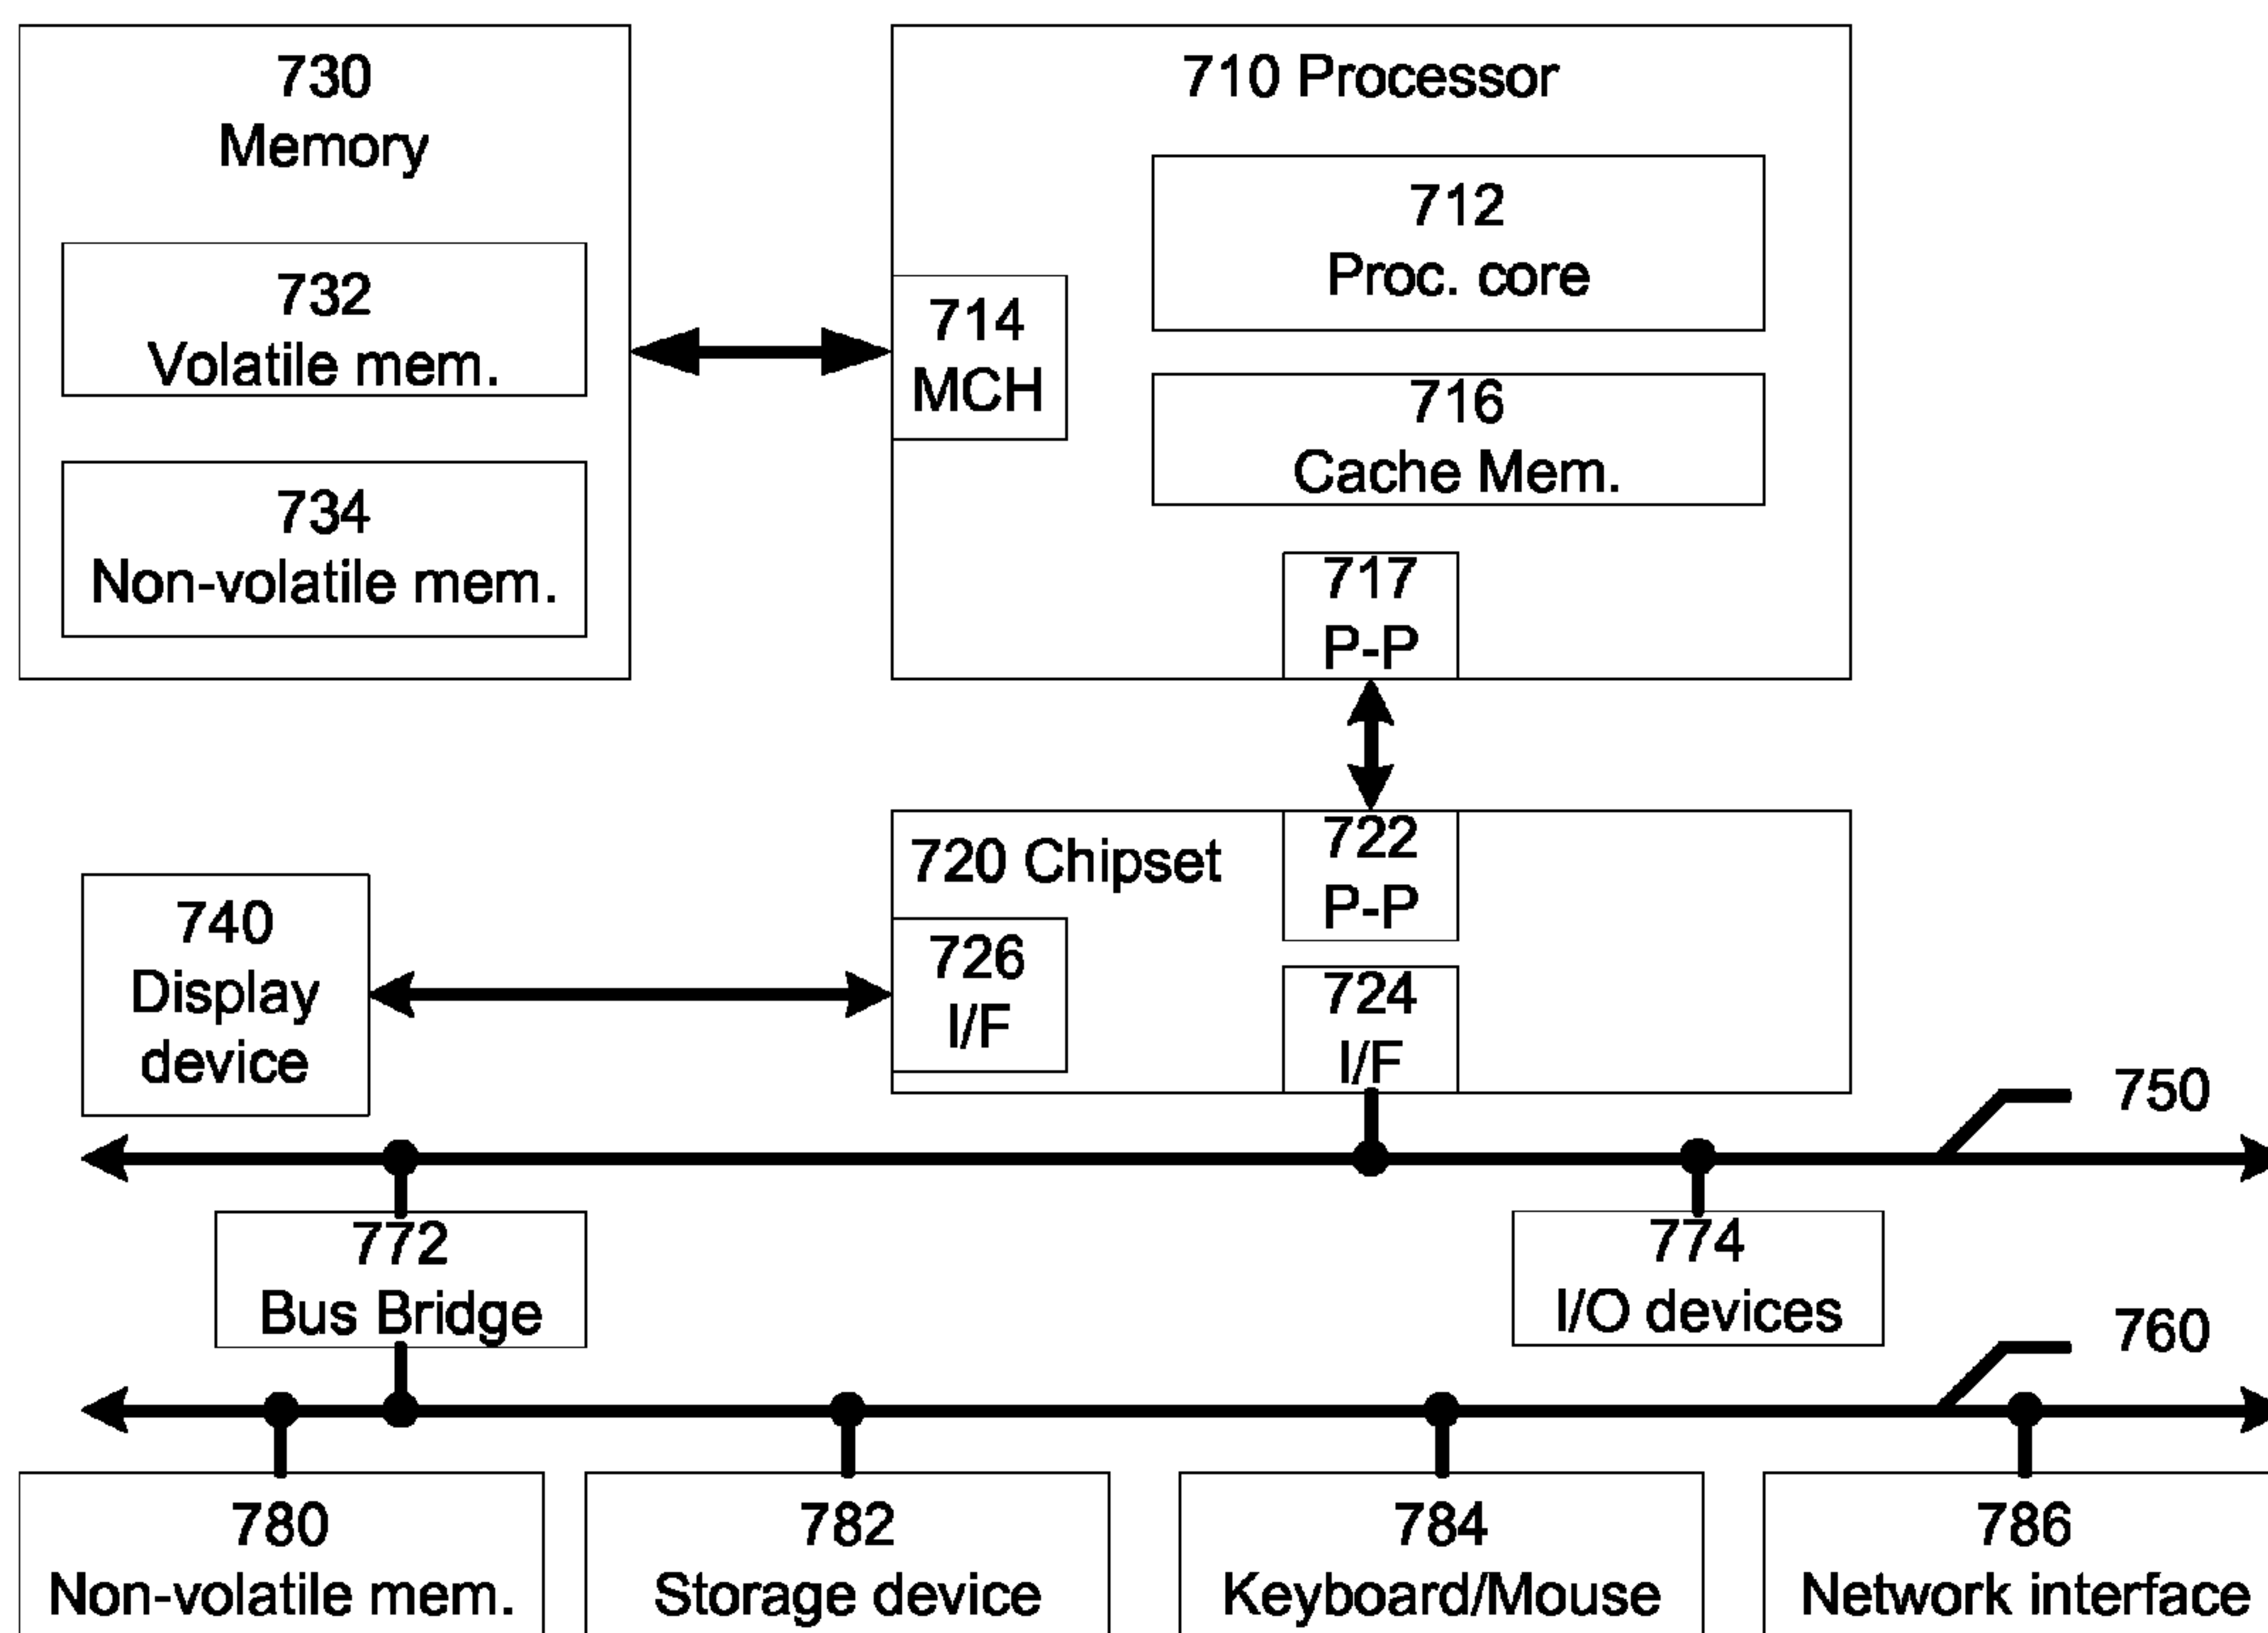 730
Memory
732
Volatile mem.
734
Non-volatile mem.
710 Processor
712
Proc. core
714
MCH
716
Cache Mem.
717
P-P
720 Chipset
722
P-P
726
I/F
724
I/F
740
Display
device
750
772
Bus Bridge
774
I/O devices
760
780
Non-volatile mem.
782
Storage device
784
Keyboard/Mouse
786
Network interface